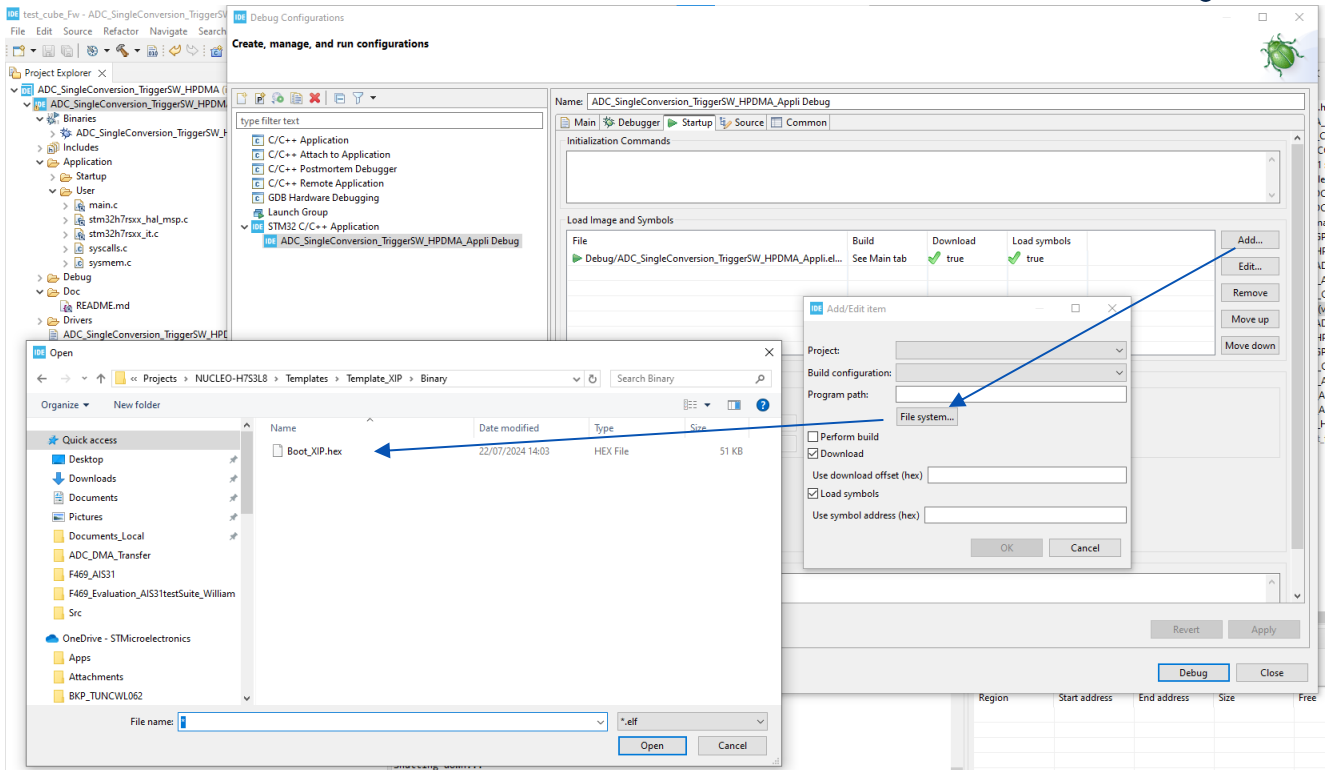 test_cube_Fw - ADC_SingleConversion_TriggerSW
File Edit Source Refactor Navigate Search
Project Explorer
ADC_SingleConversion_TriggerSW_HPDMA
ADC_SingleConversion_TriggerSW_HPDM
Binaries
ADC_SingleConversion_TriggerSW_H
Includes
Application
Startup
User
main.c
stm32h7rsxx_hal_msp.c
stm32h7rsxx_it.c
syscalls.c
sysmem.c
Debug
Doc
README.md
Drivers
ADC_SingleConversion_TriggerSW_HPD
IDE Debug Configurations
Create, manage, and run configurations
type filter text
C/C++ Application
C/C++ Attach to Application
C/C++ Postmortem Debugger
C/C++ Remote Application
GDB Hardware Debugging
Launch Group
IDE STM32 C/C++ Application
IDE ADC_SingleConversion_TriggerSW_HPDMA_Appli Debug
Name: ADC_SingleConversion_TriggerSW_HPDMA_Appli Debug
Main Debugger Startup Source Common
Initialization Commands
Load Image and Symbols
File Build Download Load symbols
Debug/ADC_SingleConversion_TriggerSW_HPDMA_Appli.el... See Main tab true true
Add...
Edit...
Remove
Move up
Move down
IDE Add/Edit item
Project:
Build configuration:
Program path:
File system...
Perform build
Download
Use download offset (hex)
Load symbols
Use symbol address (hex)
OK Cancel
Revert Apply
Debug Close
IDE Open
« Projects › NUCLEO-H7S3L8 › Templates › Template_XIP › Binary
Search Binary
Organize New folder
Name Date modified Type Size
Boot_XIP.hex 22/07/2024 14:03 HEX File 51 KB
Quick access
Desktop
Downloads
Documents
Pictures
Documents_Local
ADC_DMA_Transfer
F469_AIS31
F469_Evaluation_AIS31testSuite_William
Src
OneDrive - STMicroelectronics
Apps
Attachments
BKP_TUNCWL062
File name: * *.elf
Open Cancel
Region Start address End address Size Free